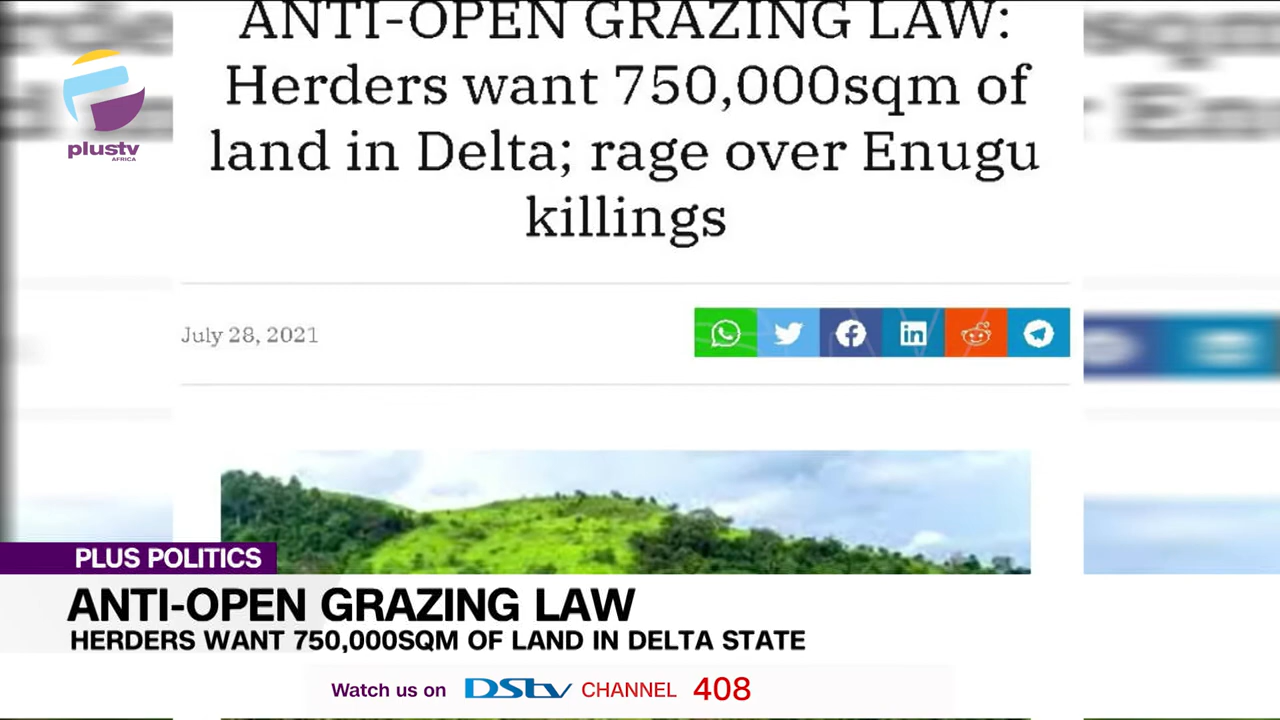 ANTI-OPEN GRAZING LAW:
Herders want 750,000sqm of
land in Delta; rage over Enugu
killings
plustv
AFRICA
July 28, 2021
PLUS POLITICS
ANTI-OPEN GRAZING LAW
HERDERS WANT 750,000SQM OF LAND IN DELTA STATE
Watch us on DStv CHANNEL 408